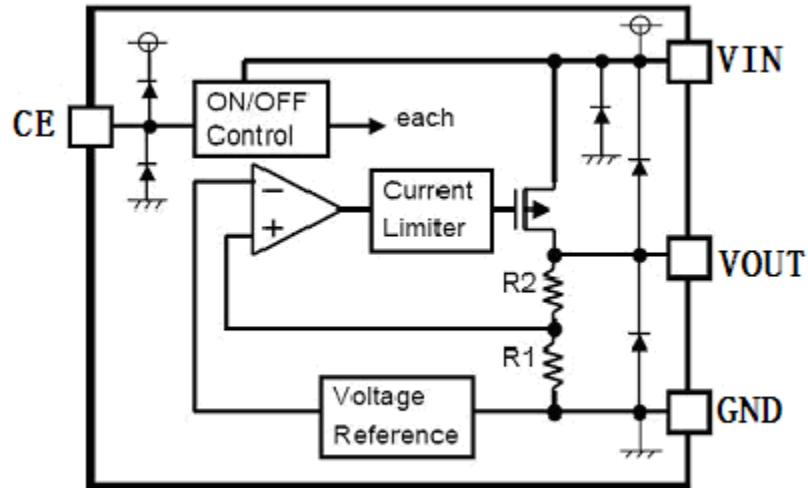 VIN
CE
ON/OFF
Control
each
−
+
Current
Limiter
VOUT
R2
R1
Voltage
Reference
GND